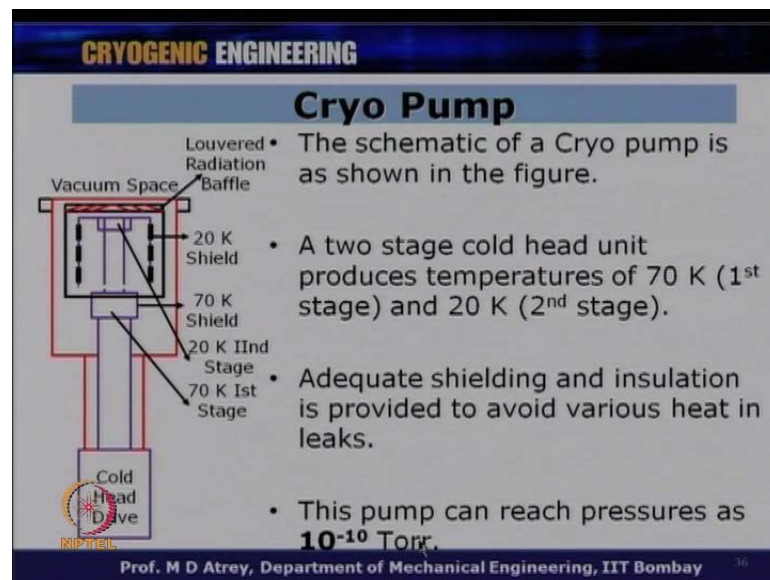 CRYOGENIC ENGINEERING
Cryo Pump
Louvered
Radiation
Baffle
Vacuum Space
20 K
Shield
70 K
Shield
20 K IInd
Stage
70 K Ist
Stage
Cold
Head
Drive
NPTEL
• The schematic of a Cryo pump is
as shown in the figure.
• A two stage cold head unit
produces temperatures of 70 K (1st
stage) and 20 K (2nd stage).
• Adequate shielding and insulation
is provided to avoid various heat in
leaks.
• This pump can reach pressures as
10-10 Torr.
Prof. M D Atrey, Department of Mechanical Engineering, IIT Bombay
36